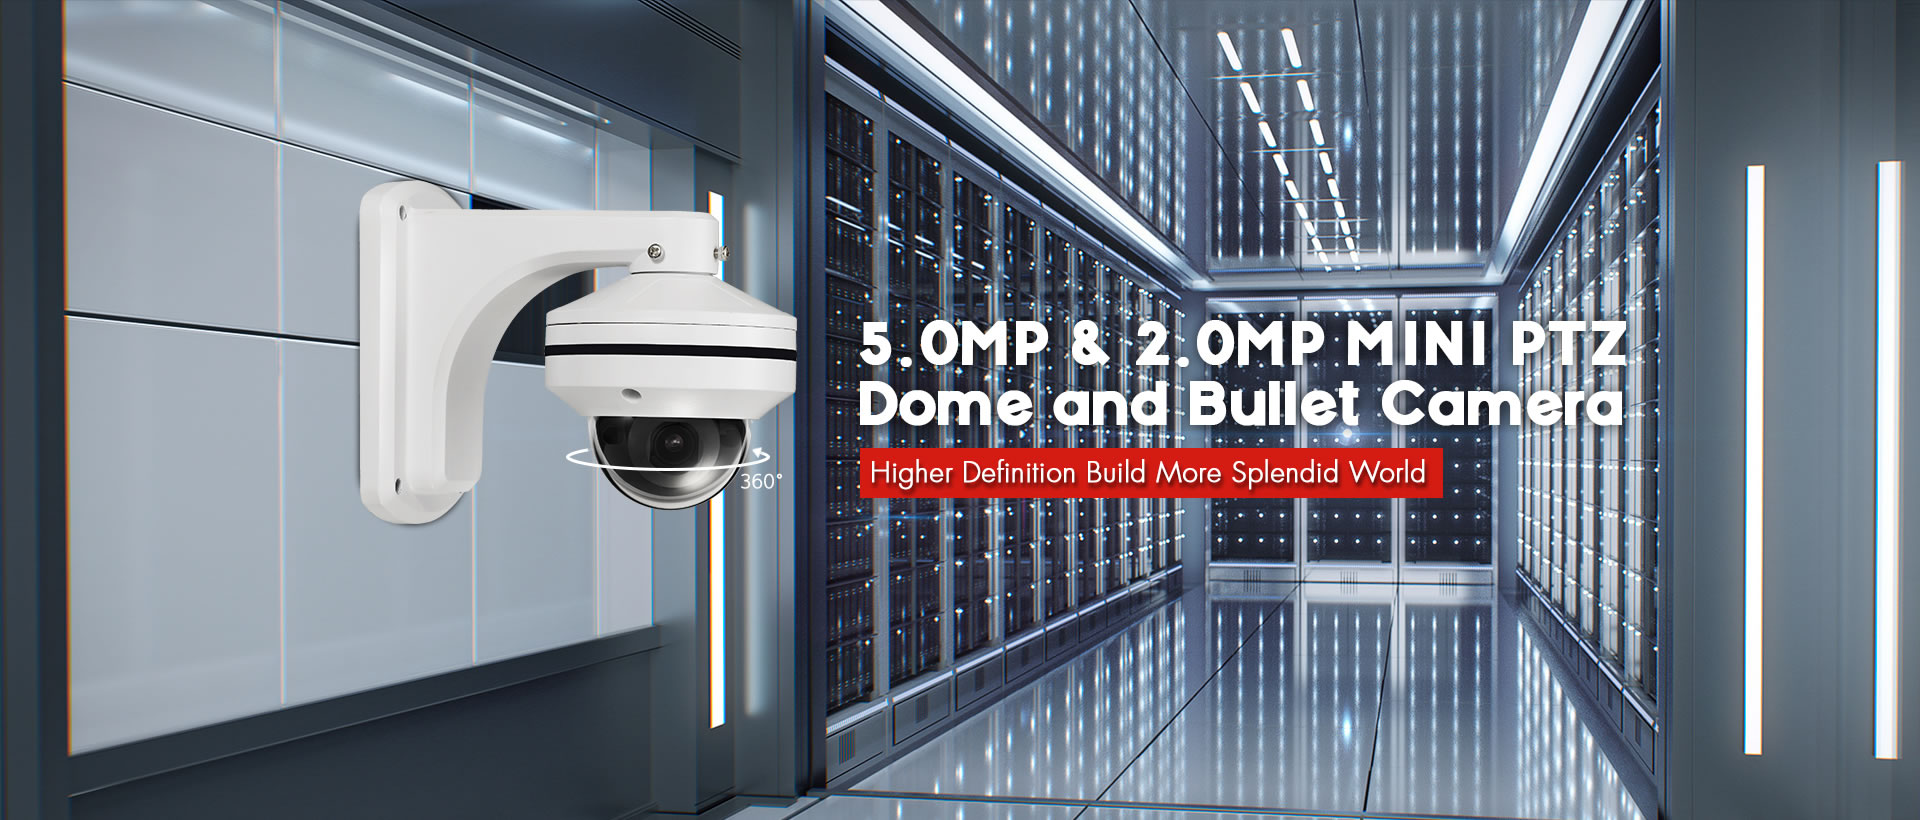 5.0MP & 2.0MP MINI PTZ
Dome and Bullet Camera
Higher Definition Build More Splendid World
360°